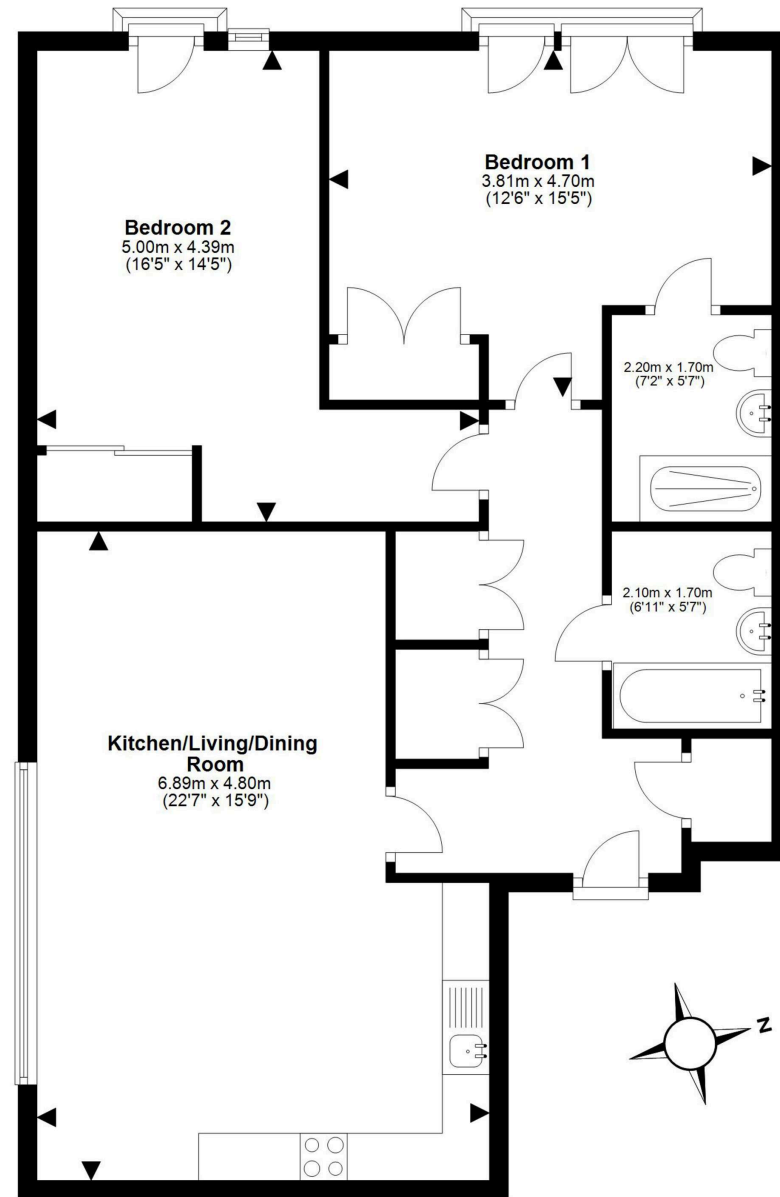 Bedroom 1
3.81m x 4.70m
(12'6" x 15'5")
Bedroom 2
5.00m x 4.39m
(16'5" x 14'5")
2.20m x 1.70m
(7'2" x 5'7")
2.10m x 1.70m
(6'11" x 5'7")
Kitchen/Living/Dining
Room
6.89m x 4.80m
(22'7" x 15'9")
N